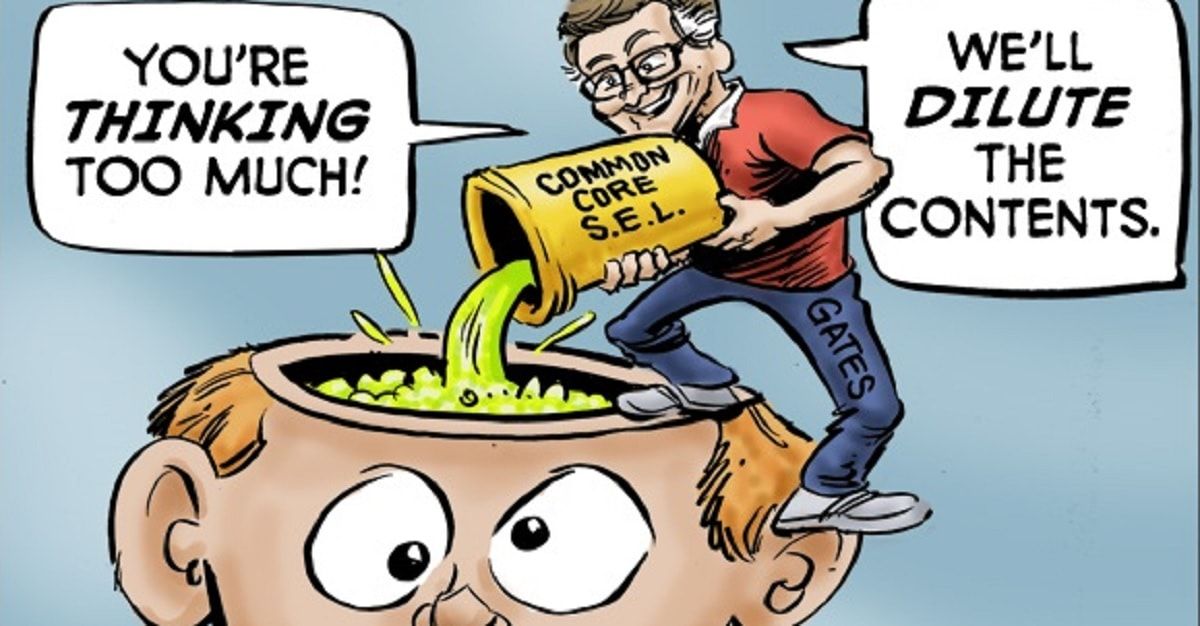 YOU'RE
THINKING
TOO MUCH!
WE'LL
DILUTE
THE
CONTENTS.
COMMON
CORE
S.E.L.
GATES